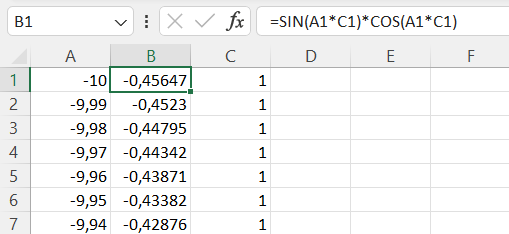 B1 fx =SIN(A1*C1)*COS(A1*C1)
A B C D E F
1 -10 -0,45647 1
2 -9,99 -0,4523 1
3 -9,98 -0,44795 1
4 -9,97 -0,44342 1
5 -9,96 -0,43871 1
6 -9,95 -0,43382 1
7 -9,94 -0,42876 1